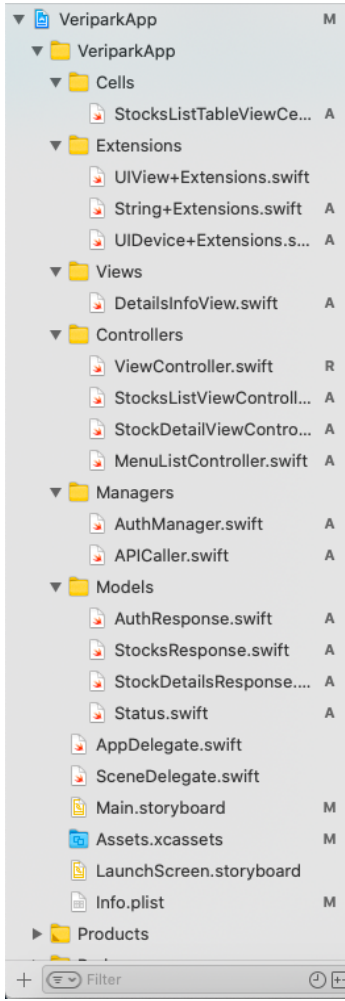 VeriparkApp M
VeriparkApp
Cells
StocksListTableViewCe... A
Extensions
UIView+Extensions.swift
String+Extensions.swift A
UIDevice+Extensions.s... A
Views
DetailsInfoView.swift A
Controllers
ViewController.swift R
StocksListViewControll... A
StockDetailViewContro... A
MenuListController.swift A
Managers
AuthManager.swift A
APICaller.swift A
Models
AuthResponse.swift A
StocksResponse.swift A
StockDetailsResponse.... A
Status.swift A
AppDelegate.swift
SceneDelegate.swift
Main.storyboard M
Assets.xcassets M
LaunchScreen.storyboard
Info.plist M
Products
Filter